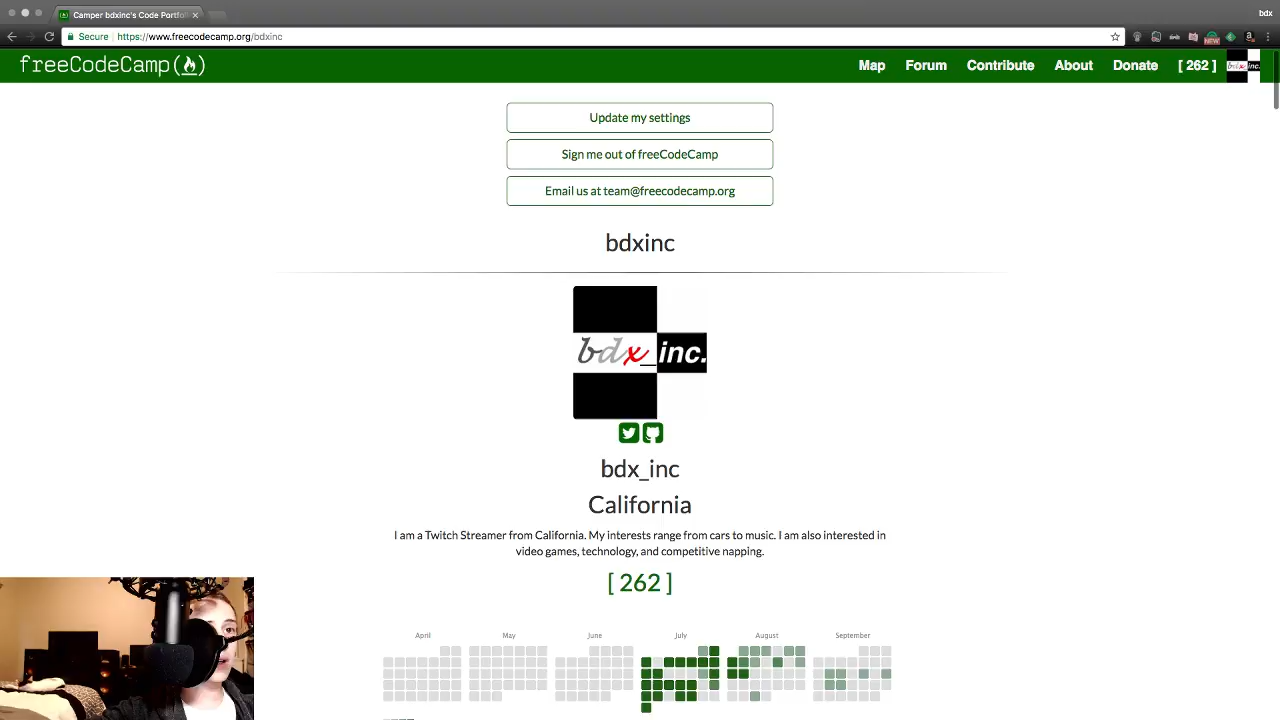 Camper bdxinc's Code Portfoli
bdx
Secure
https://www.freecodecamp.org/bdxinc
NEW
freeCodeCamp
Map
Forum
Contribute
About
Donate
[ 262 ]
bdx_inc.
Update my settings
Sign me out of freeCodeCamp
Email us at team@freecodecamp.org
bdxinc
bdx_inc.
bdx_inc
California
I am a Twitch Streamer from California. My interests range from cars to music. I am also interested in
video games, technology, and competitive napping.
[ 262 ]
April
May
June
July
August
September